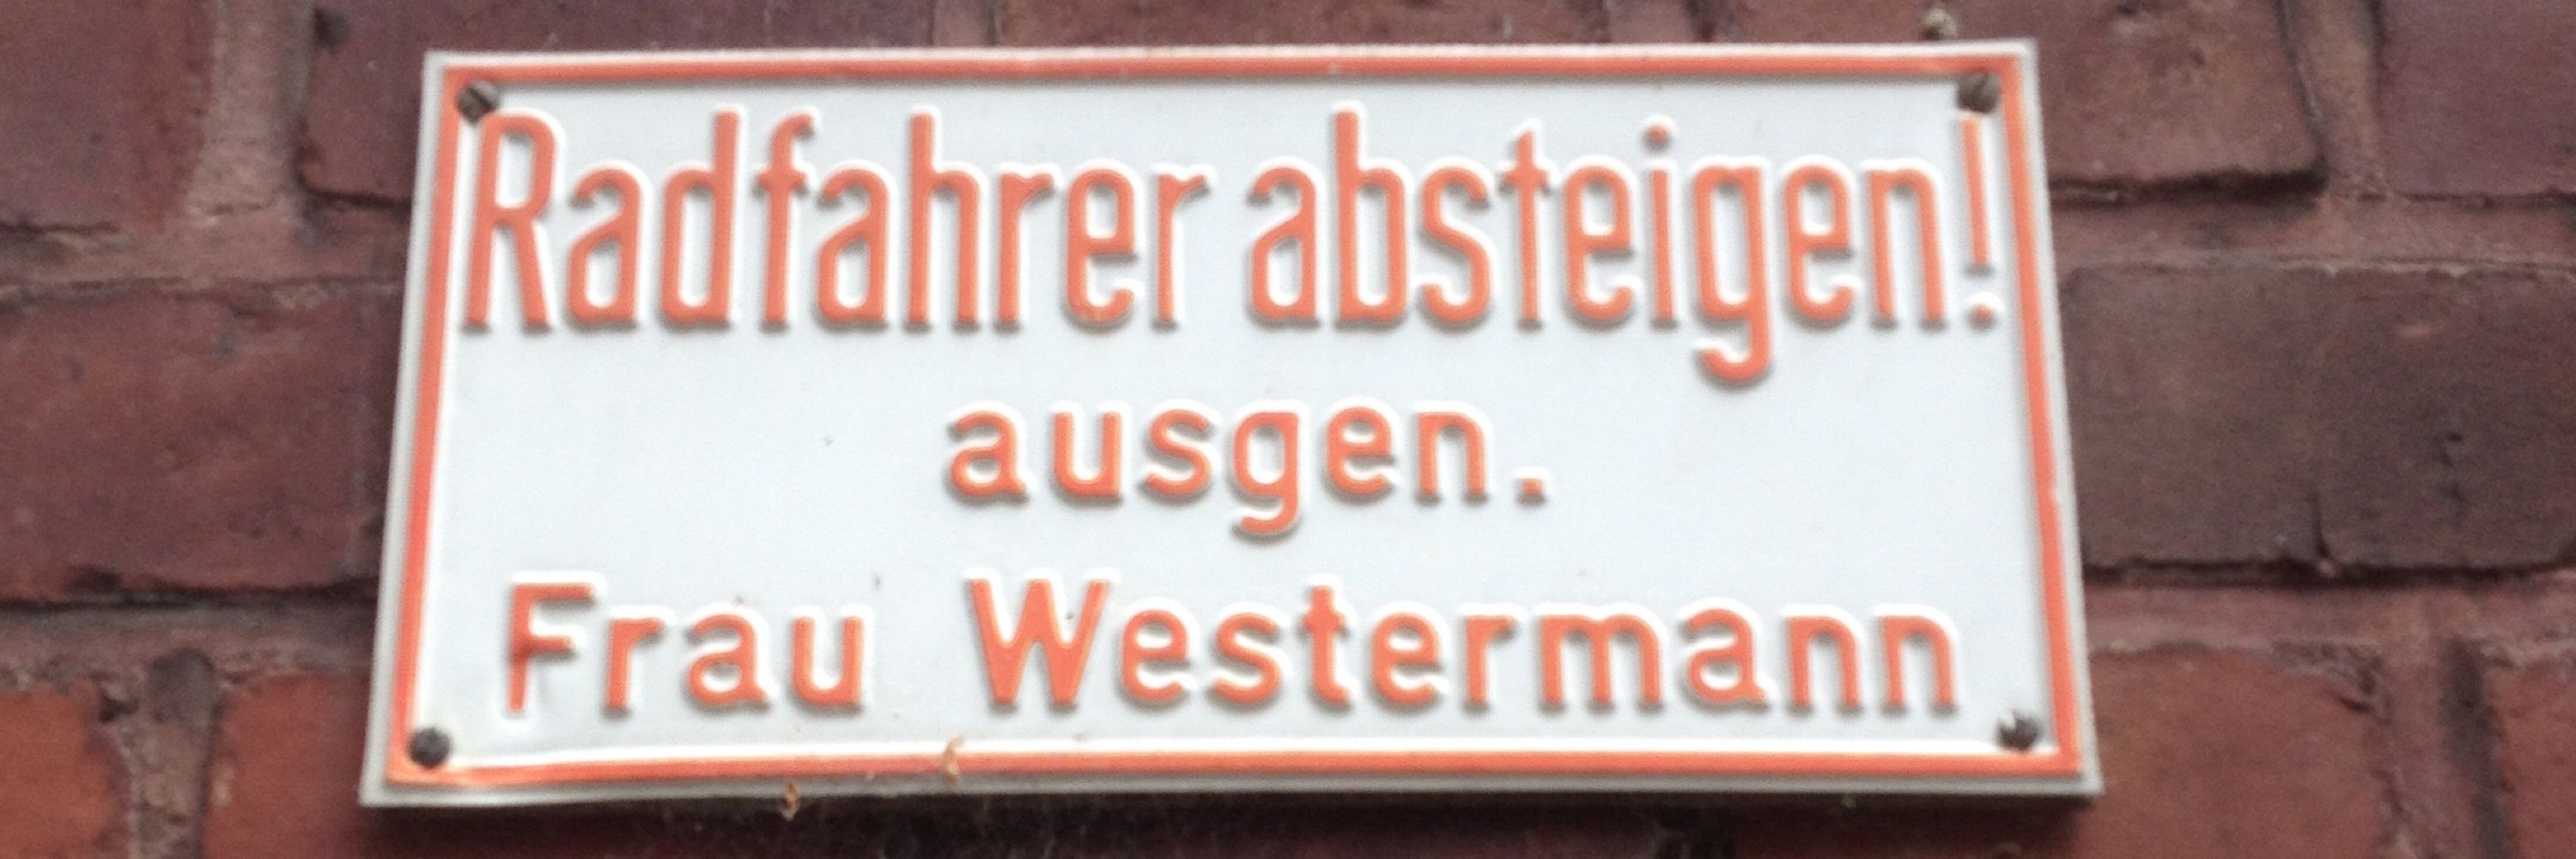 Radfahrer absteigen!
ausgen.
Frau Westermann